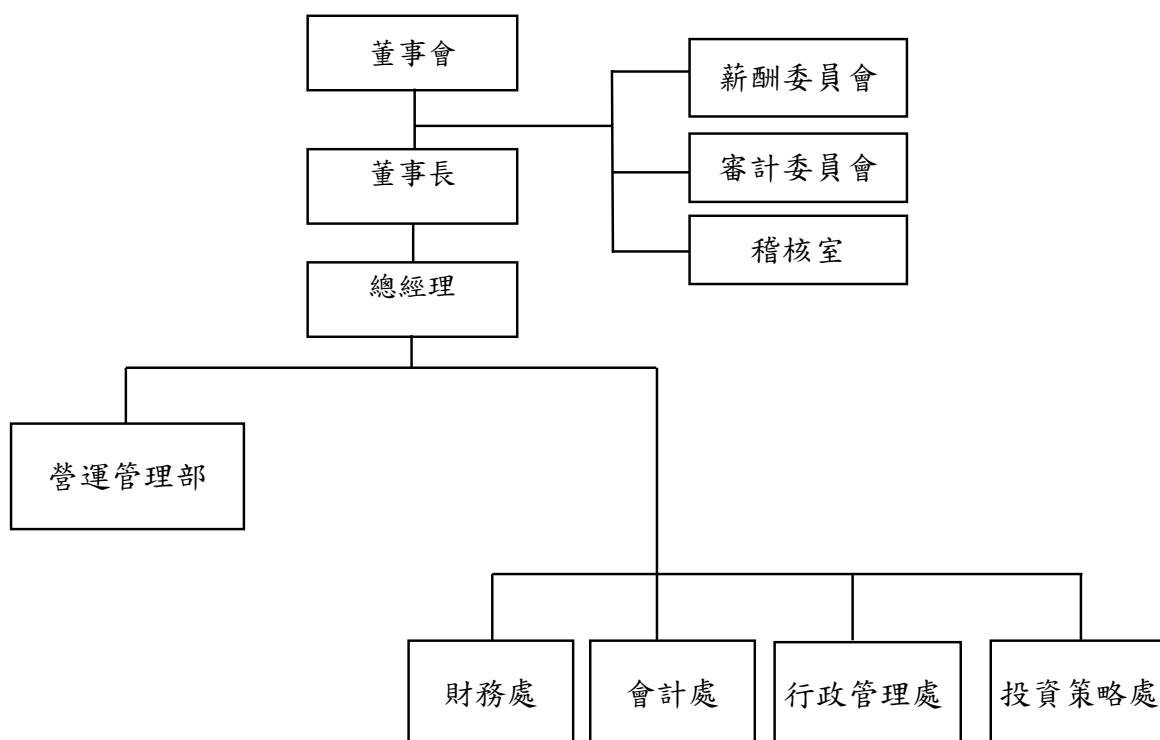 董事會
薪酬委員會
審計委員會
董事長
稽核室
總經理
營運管理部
財務處
會計處
行政管理處
投資策略處